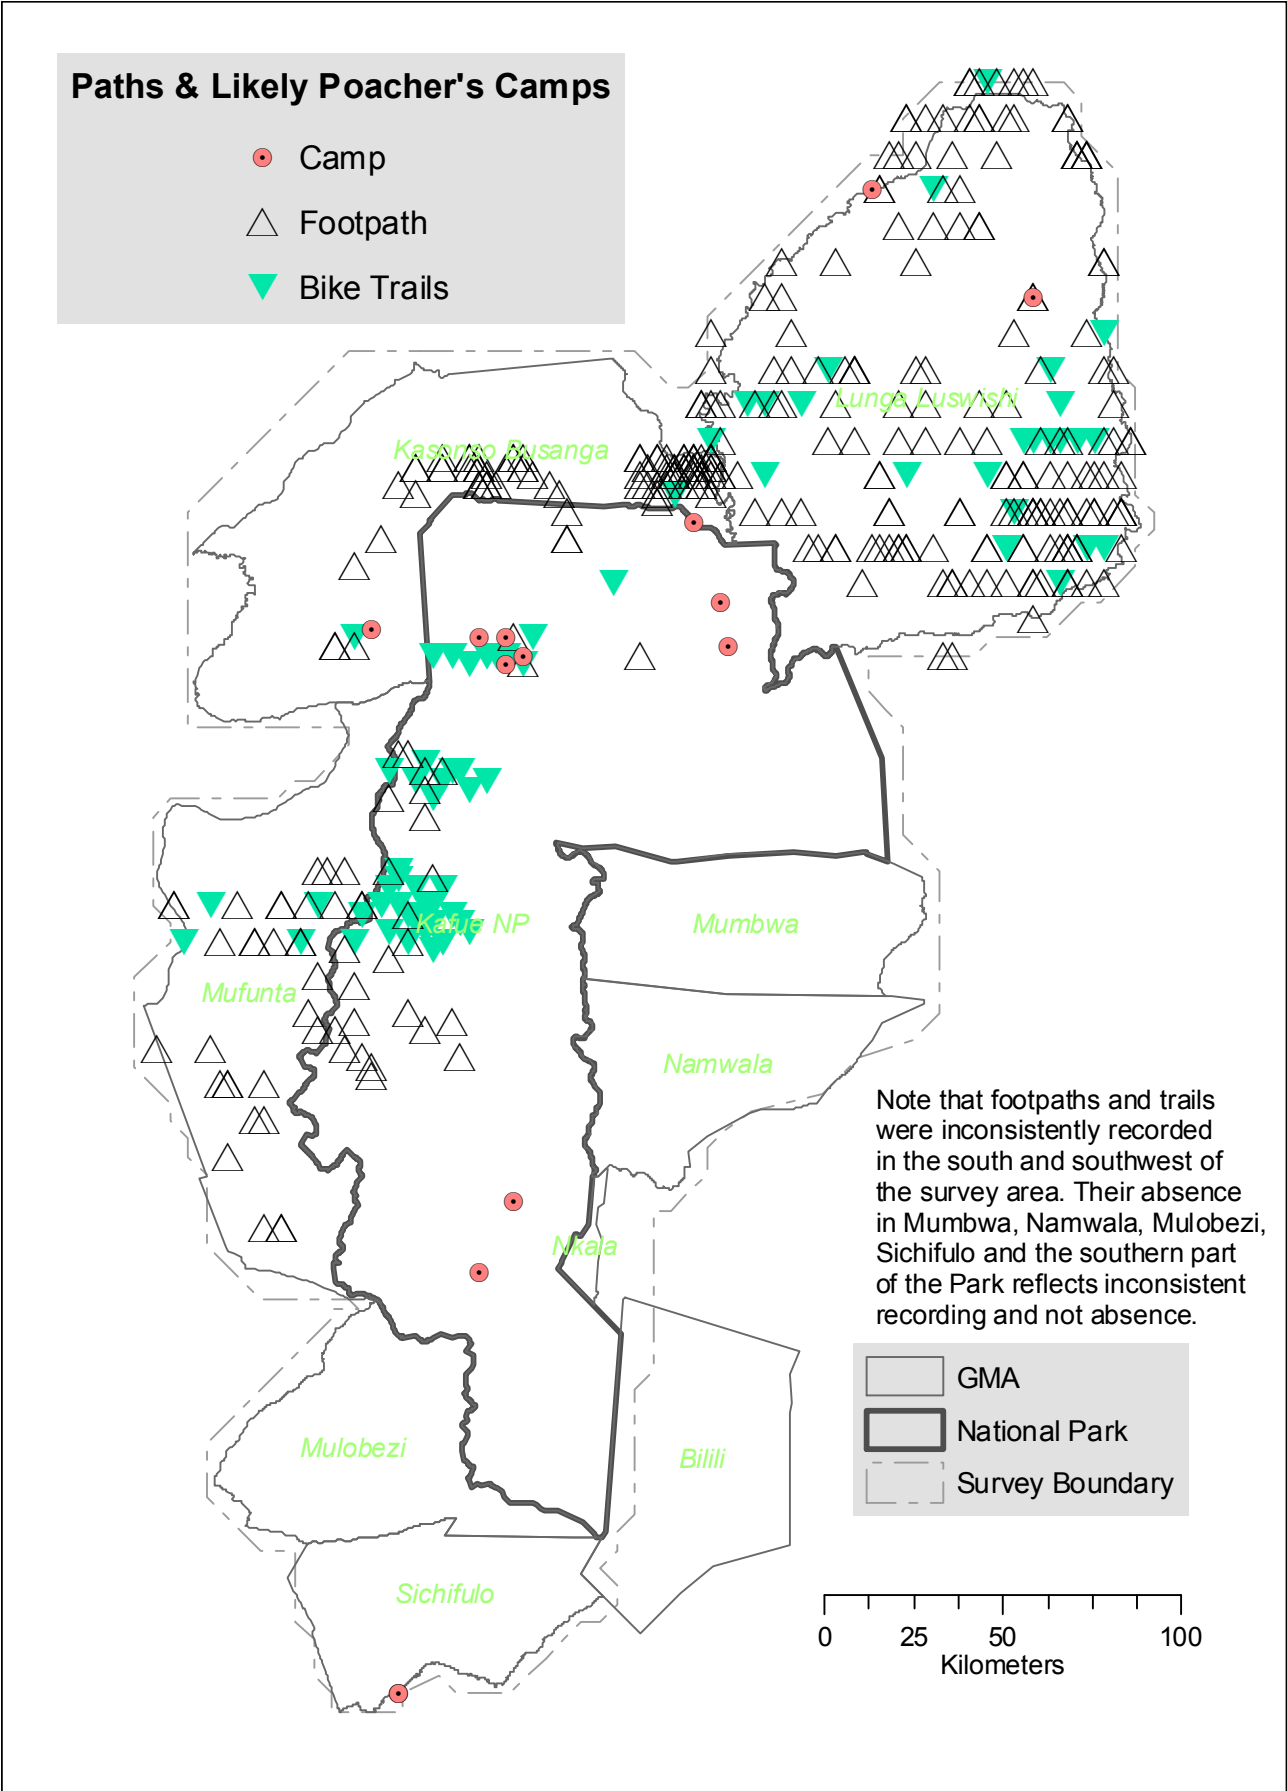 Paths & Likely Poacher's Camps
Camp
Footpath
Bike Trails
Lunga Luswishi
Kasonso Busanga
Kafue NP
Mumbwa
Mufunta
Namwala
Note that footpaths and trails
were inconsistently recorded
in the south and southwest of
the survey area. Their absence
in Mumbwa, Namwala, Mulobezi,
Sichifulo and the southern part
of the Park reflects inconsistent
recording and not absence.
Nkala
GMA
National Park
Survey Boundary
Mulobezi
Bilili
Sichifulo
0 25 50 100
Kilometers